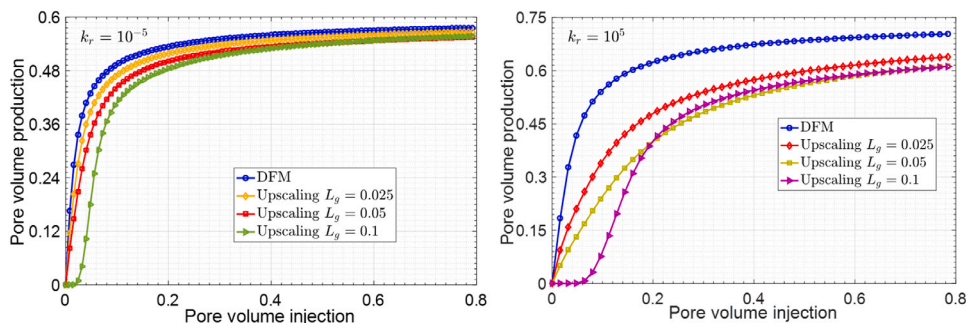 0.6
0.48
0.36
0.24
0.12
0
Pore volume production
$k_r = 10^{-5}$
DFM
Upscaling $L_g = 0.025$
Upscaling $L_g = 0.05$
Upscaling $L_g = 0.1$
0 0.2 0.4 0.6 0.8
Pore volume injection
0.75
0.6
0.45
0.3
0.15
0
Pore volume production
$k_r = 10^5$
DFM
Upscaling $L_g = 0.025$
Upscaling $L_g = 0.05$
Upscaling $L_g = 0.1$
0 0.2 0.4 0.6 0.8
Pore volume injection